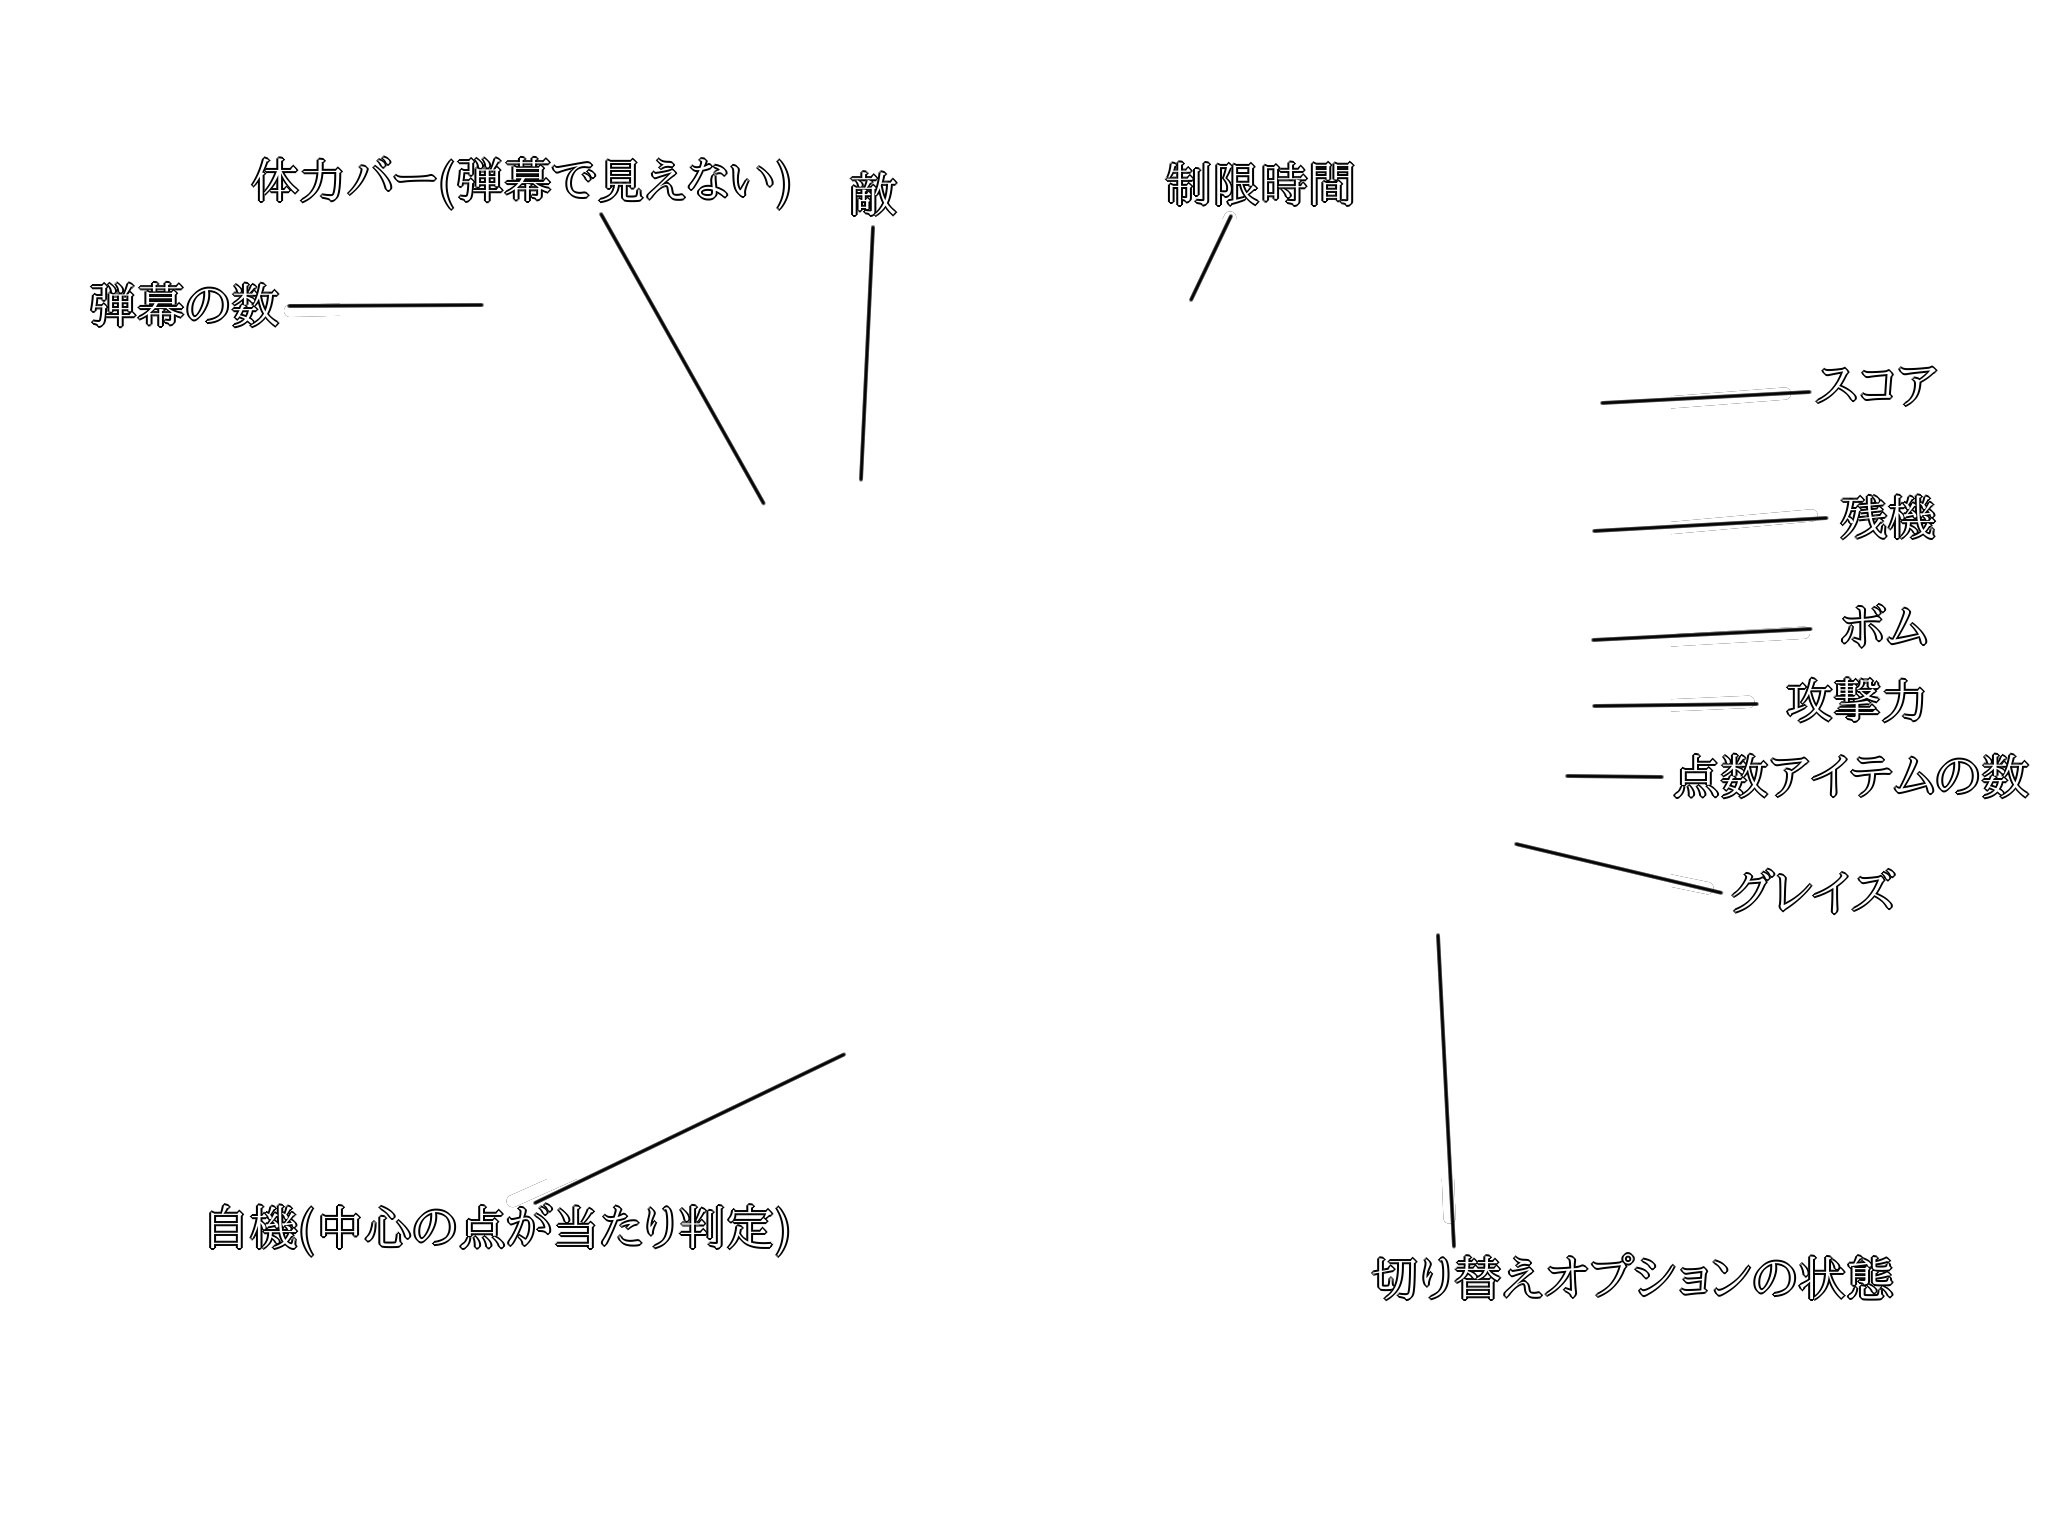 体力バー(弾幕で見えない)
敵
制限時間
弾幕の数
スコア
残機
ボム
攻撃力
点数アイテムの数
グレイズ
自機(中心の点が当たり判定)
切り替えオプションの状態